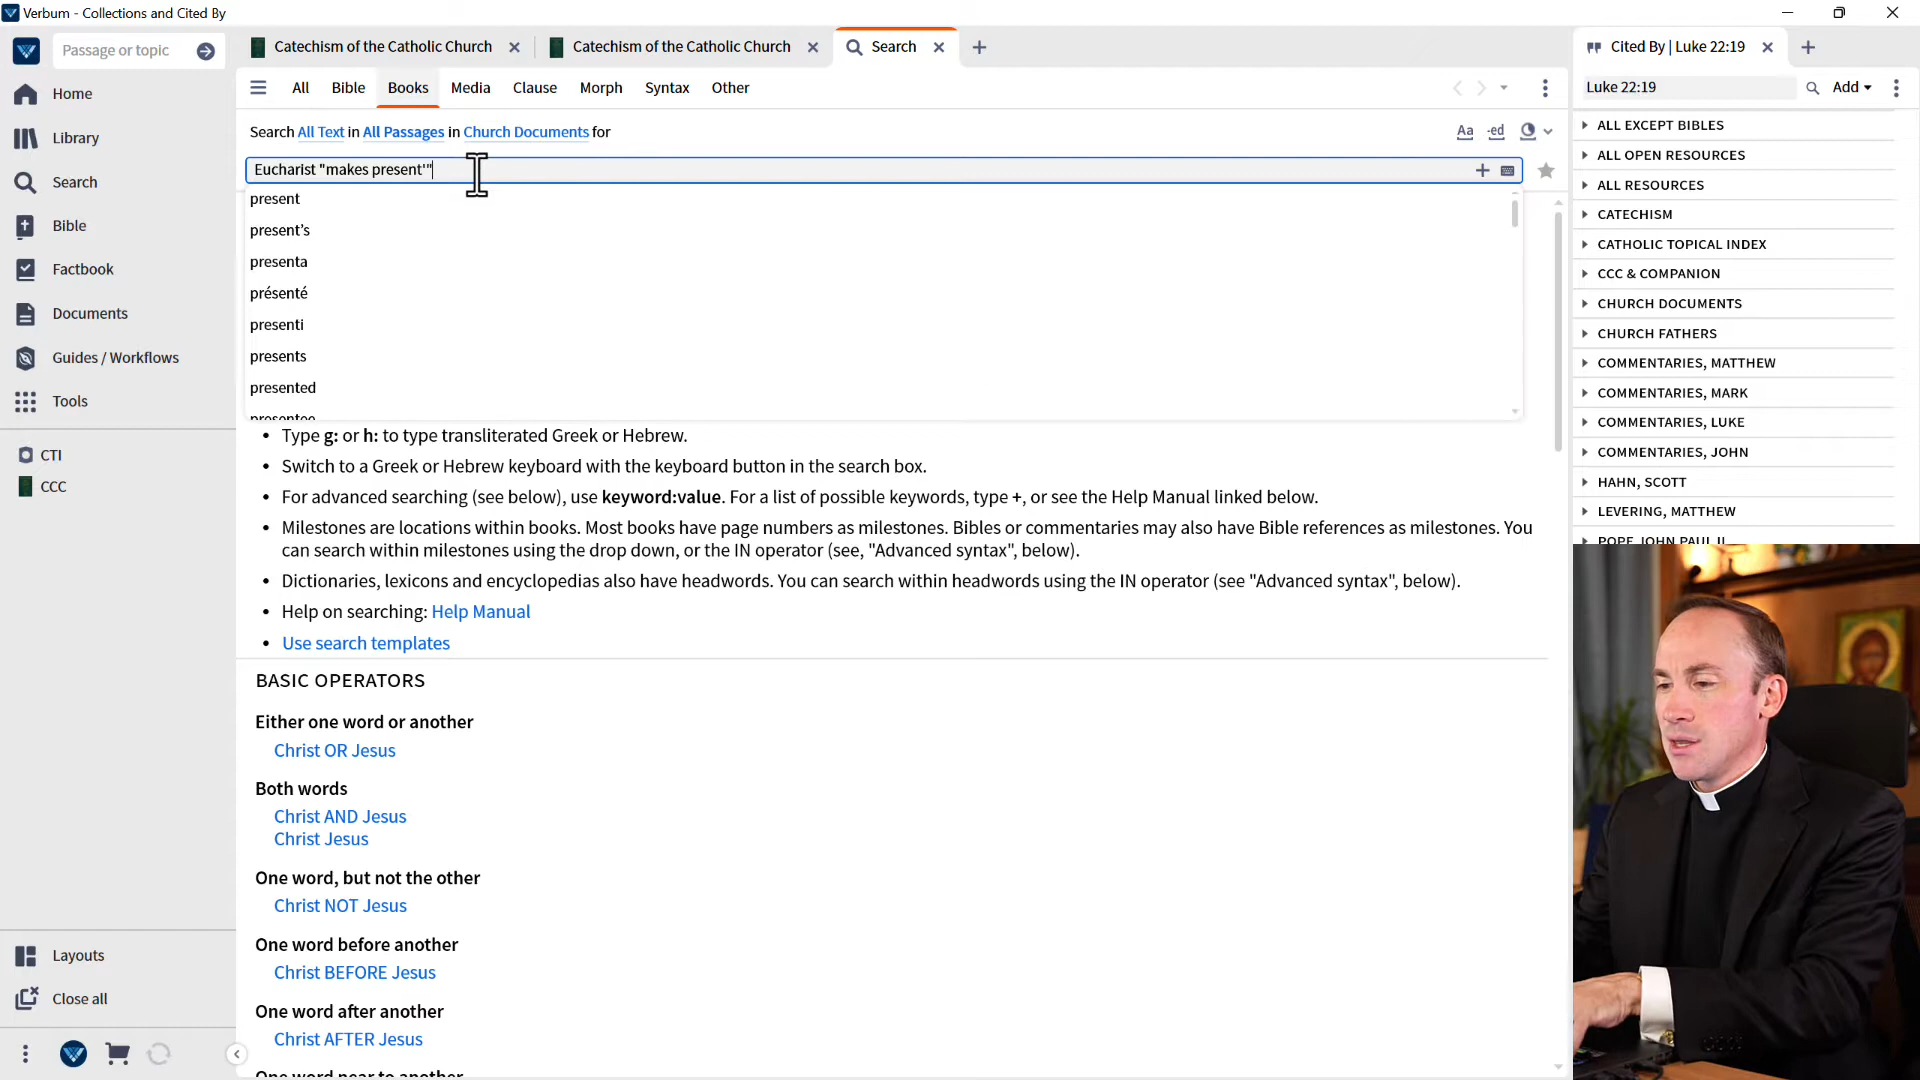 Verbum - Collections and Cited By
Passage or topic
Home
Library
Search
Bible
Factbook
Documents
Guides / Workflows
Tools
CTI
CCC
Layouts
Close all
Catechism of the Catholic Church
Catechism of the Catholic Church
Search
All Bible Books Media Clause Morph Syntax Other
Search All Text in All Passages in Church Documents for
Aa -ed
Eucharist "makes present'"
present
present’s
presenta
présenté
presenti
presents
presented
presentee
• Type g: or h: to type transliterated Greek or Hebrew.
• Switch to a Greek or Hebrew keyboard with the keyboard button in the search box.
• For advanced searching (see below), use keyword:value. For a list of possible keywords, type +, or see the Help Manual linked below.
• Milestones are locations within books. Most books have page numbers as milestones. Bibles or commentaries may also have Bible references as milestones. You
can search within milestones using the drop down, or the IN operator (see, "Advanced syntax", below).
• Dictionaries, lexicons and encyclopedias also have headwords. You can search within headwords using the IN operator (see "Advanced syntax", below).
• Help on searching: Help Manual
• Use search templates
BASIC OPERATORS
Either one word or another
Christ OR Jesus
Both words
Christ AND Jesus
Christ Jesus
One word, but not the other
Christ NOT Jesus
One word before another
Christ BEFORE Jesus
One word after another
Christ AFTER Jesus
One word near to another
Cited By | Luke 22:19
Luke 22:19
Add
ALL EXCEPT BIBLES
ALL OPEN RESOURCES
ALL RESOURCES
CATECHISM
CATHOLIC TOPICAL INDEX
CCC & COMPANION
CHURCH DOCUMENTS
CHURCH FATHERS
COMMENTARIES, MATTHEW
COMMENTARIES, MARK
COMMENTARIES, LUKE
COMMENTARIES, JOHN
HAHN, SCOTT
LEVERING, MATTHEW
POPE JOHN PAUL II